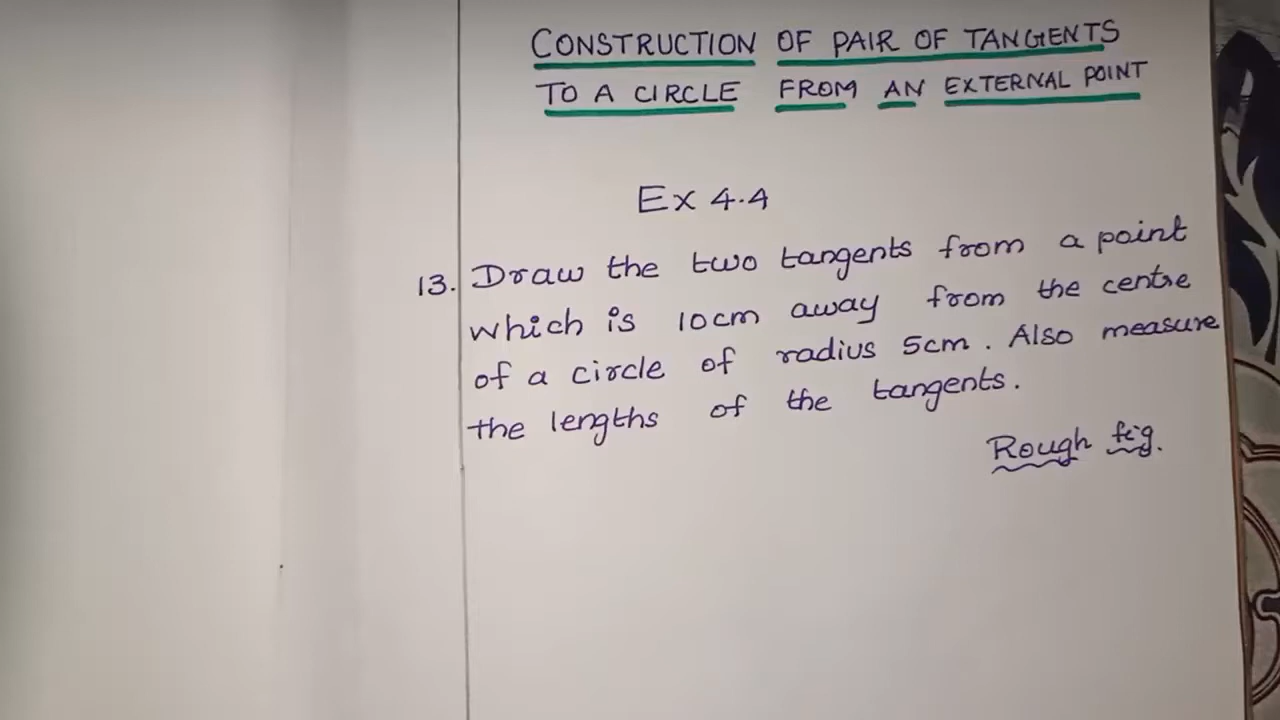 CONSTRUCTION OF PAIR OF TANGENTS
TO A CIRCLE FROM AN EXTERNAL POINT
Ex 4.4
13. Draw the two tangents from a point
which is 10cm away from the centre
of a circle of radius 5cm. Also measure
the lengths of the tangents.
Rough fig.